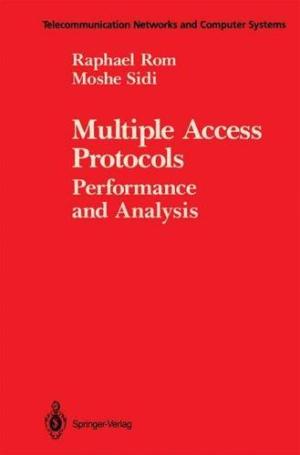 Telecommunication Networks and Computer Systems
Raphael Rom
Moshe Sidi
Multiple Access
Protocols
Performance
and Analysis
Springer-Verlag